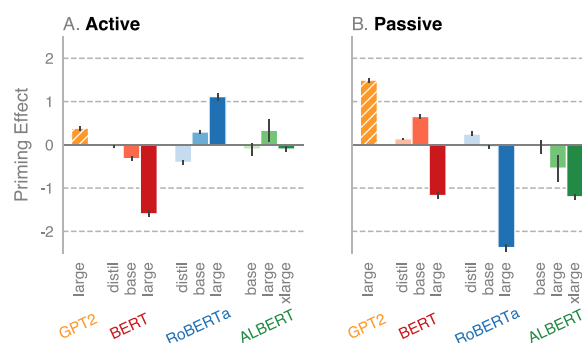 A. Active
B. Passive
Priming Effect
2
1
0
-1
-2
large
distil
base
large
distil
base
large
base
large
xlarge
GPT2
BERT
RoBERTa
ALBERT
large
distil
base
large
distil
base
large
base
large
xlarge
GPT2
BERT
RoBERTa
ALBERT